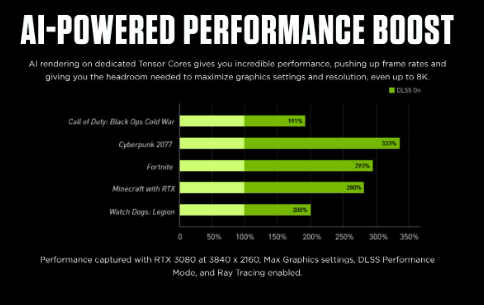 AI-POWERED PERFORMANCE BOOST
AI rendering on dedicated Tensor Cores gives you incredible performance, pushing up frame rates and
giving you the headroom needed to maximize graphics settings and resolution, even up to 8K.
DLSS On
Call of Duty: Black Ops Cold War 191%
Cyberpunk 2077 333%
Fortnite 293%
Minecraft with RTX 280%
Watch Dogs: Legion 200%
0 50% 100% 150% 200% 250% 300% 350%
Performance captured with RTX 3080 at 3840 x 2160, Max Graphics settings, DLSS Performance
Mode, and Ray Tracing enabled.